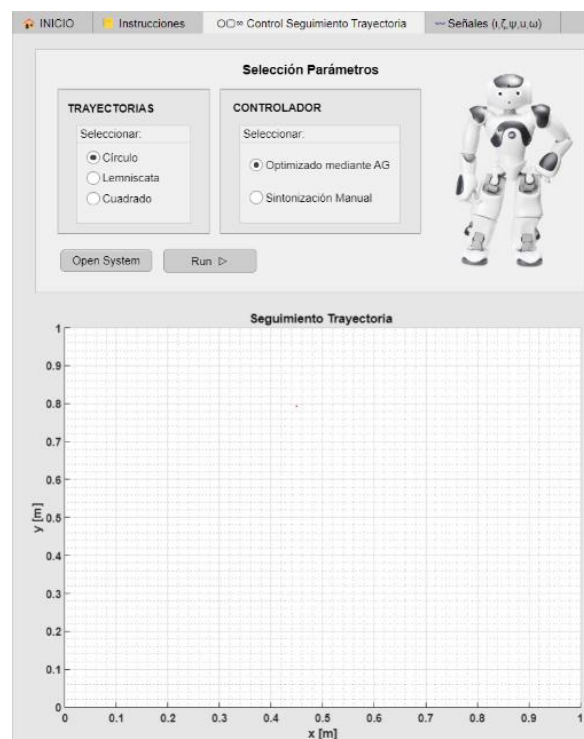 INICIO Instrucciones Control Seguimiento Trayectoria Señales (ι,ζ,ψ,u,ω)
Selección Parámetros
TRAYECTORIAS
Seleccionar:
Círculo
Lemniscata
Cuadrado
CONTROLADOR
Seleccionar:
Optimizado mediante AG
Sintonización Manual
Open System
Run
Seguimiento Trayectoria
1
0.9
0.8
0.7
0.6
0.5
0.4
0.3
0.2
0.1
0
y [m]
0 0.1 0.2 0.3 0.4 0.5 0.6 0.7 0.8 0.9 1
x [m]